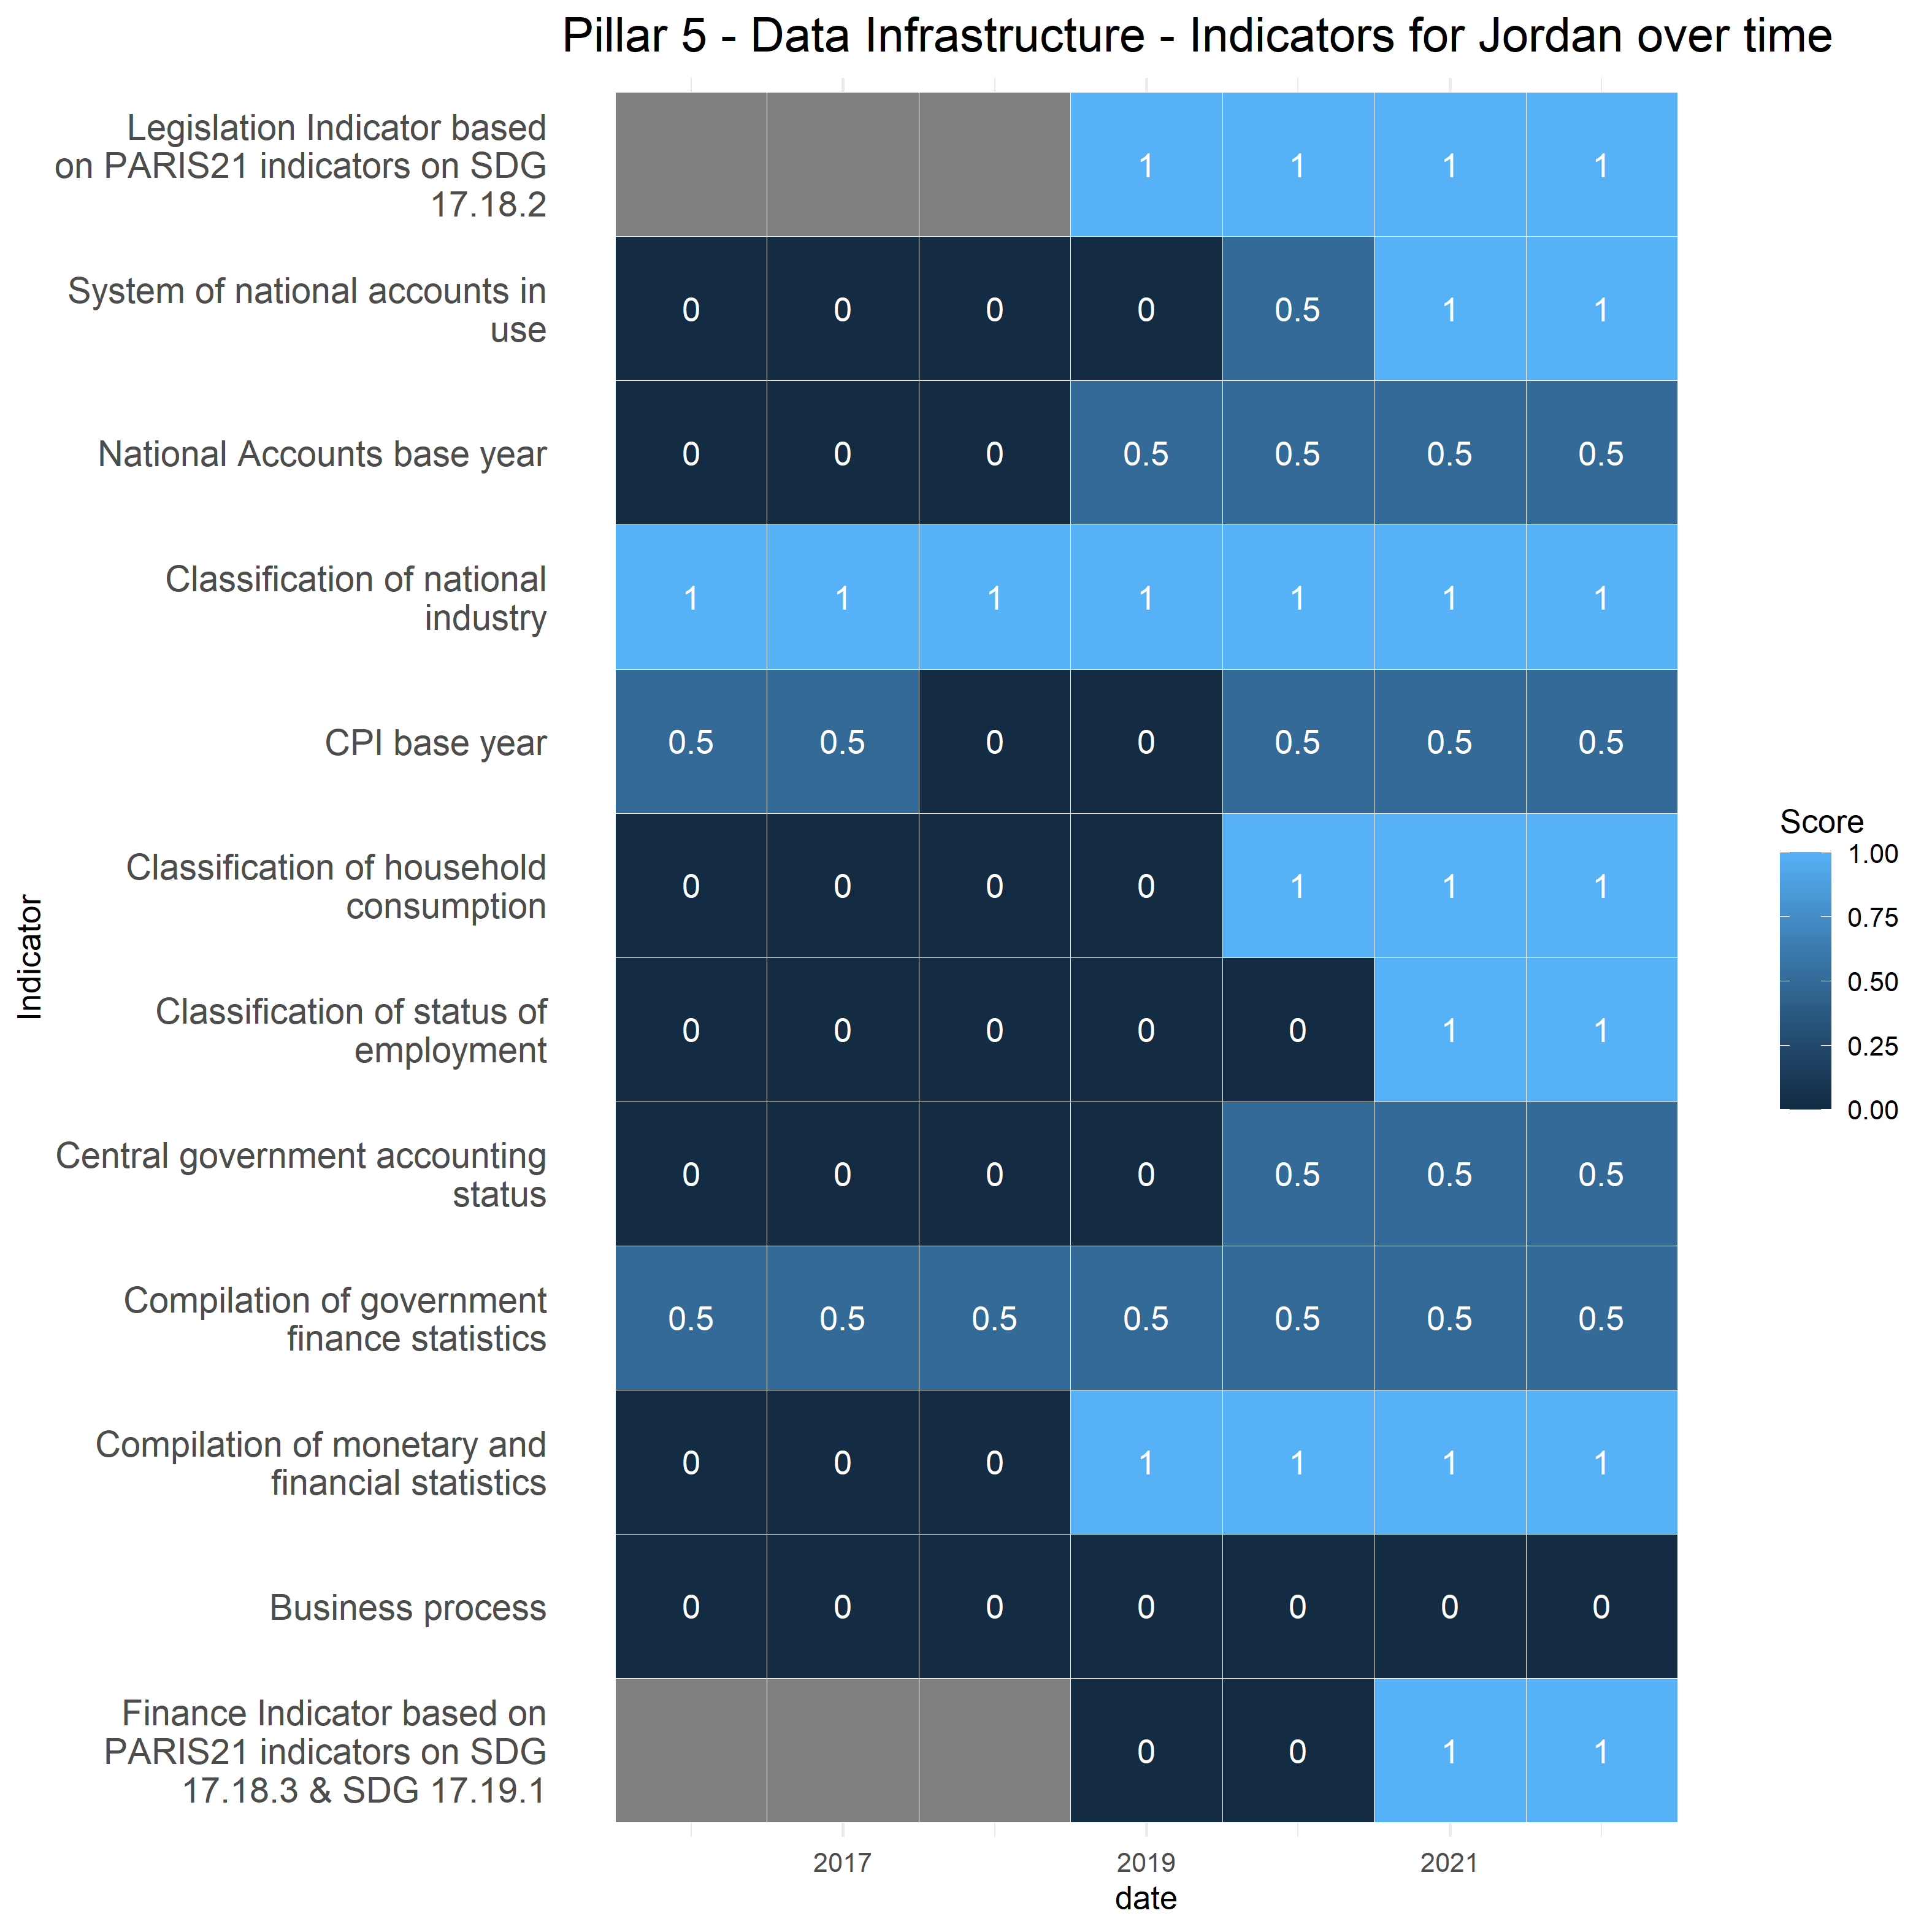 Pillar 5 - Data Infrastructure - Indicators for Jordan over time
Legislation Indicator based
on PARIS21 indicators on SDG
17.18.2
1 1 1 1
System of national accounts in
use
0 0 0 0 0.5 1 1
National Accounts base year
0 0 0 0.5 0.5 0.5 0.5
Classification of national
industry
1 1 1 1 1 1 1
CPI base year
0.5 0.5 0 0 0.5 0.5 0.5
Classification of household
consumption
0 0 0 0 1 1 1
Classification of status of
employment
0 0 0 0 0 1 1
Central government accounting
status
0 0 0 0 0.5 0.5 0.5
Compilation of government
finance statistics
0.5 0.5 0.5 0.5 0.5 0.5 0.5
Compilation of monetary and
financial statistics
0 0 0 1 1 1 1
Business process
0 0 0 0 0 0 0
Finance Indicator based on
PARIS21 indicators on SDG
17.18.3 & SDG 17.19.1
0 0 1 1
2017 2019 2021
date
Indicator
Score
1.00
0.75
0.50
0.25
0.00